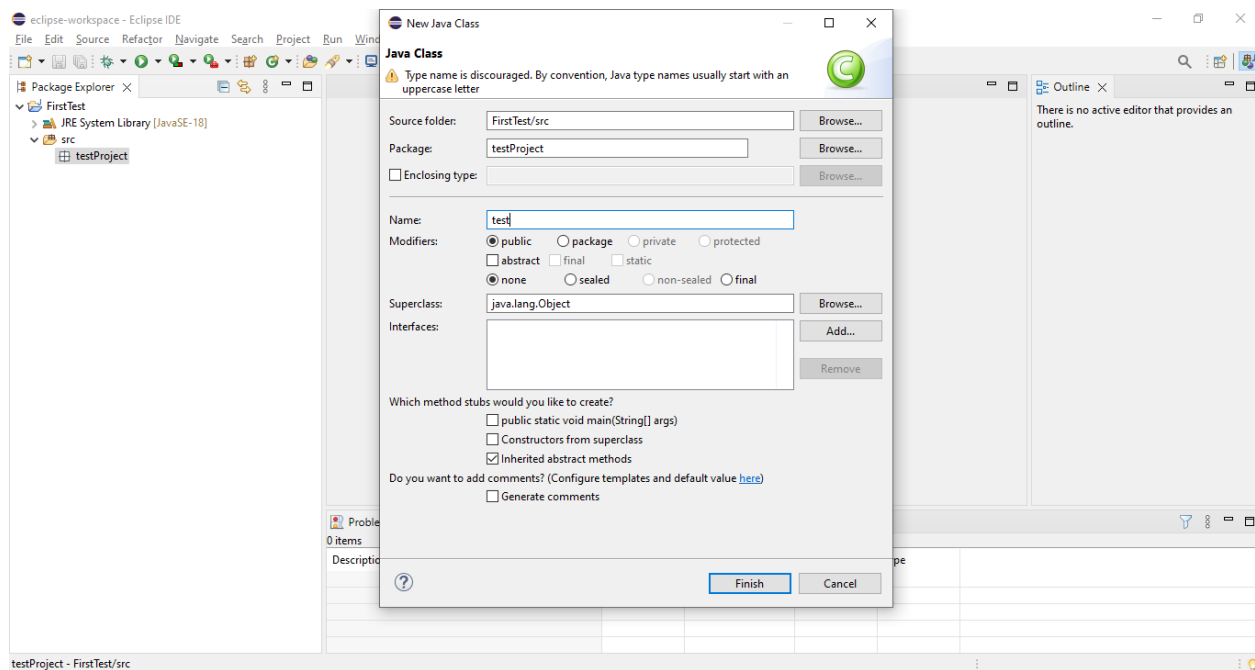 eclipse-workspace - Eclipse IDE
File Edit Source Refactor Navigate Search Project Run
Package Explorer
FirstTest
JRE System Library [JavaSE-18]
src
testProject
New Java Class
Java Class
Type name is discouraged. By convention, Java type names usually start with an
uppercase letter
Source folder: FirstTest/src Browse...
Package: testProject Browse...
Enclosing type: Browse...
Name: test
Modifiers: public package private protected
abstract final static
none sealed non-sealed final
Superclass: java.lang.Object Browse...
Interfaces: Add...
Remove
Which method stubs would you like to create?
public static void main(String[] args)
Constructors from superclass
Inherited abstract methods
Do you want to add comments? (Configure templates and default value here)
Generate comments
Finish Cancel
Outline
There is no active editor that provides an
outline.
0 items
testProject - FirstTest/src